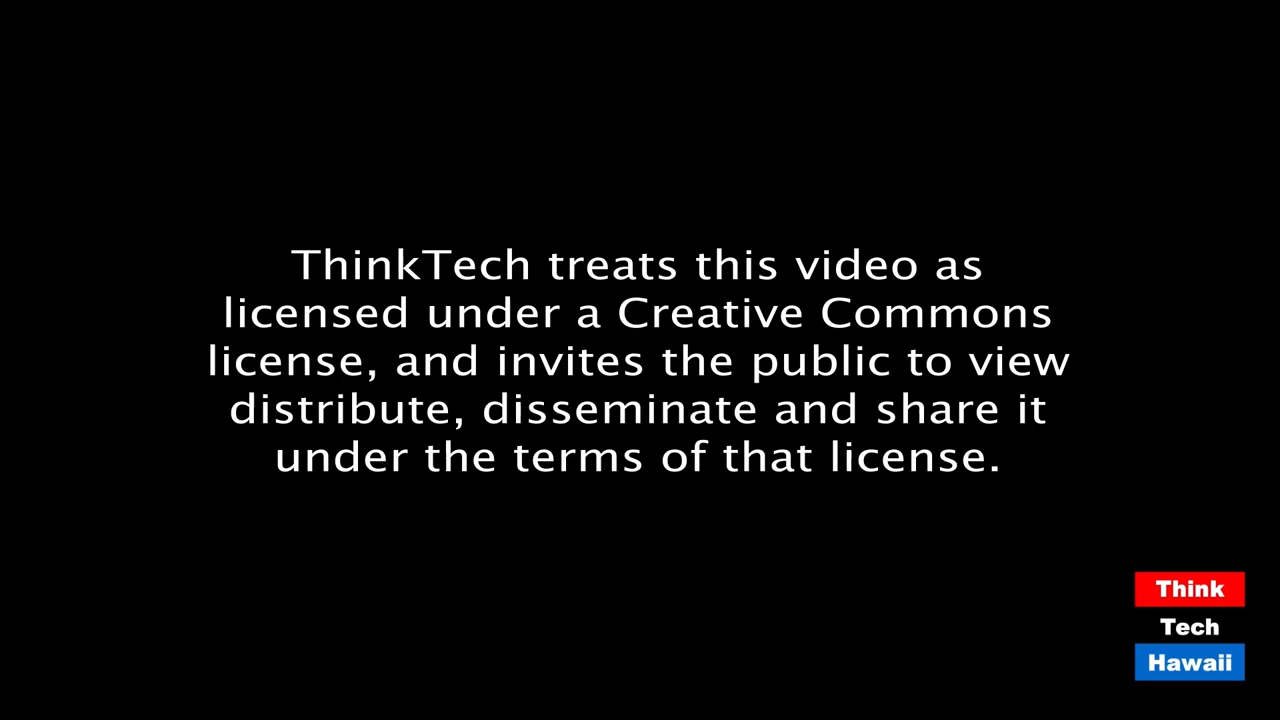 ThinkTech treats this video as
licensed under a Creative Commons
license, and invites the public to view
distribute, disseminate and share it
under the terms of that license.
Think
Tech
Hawaii